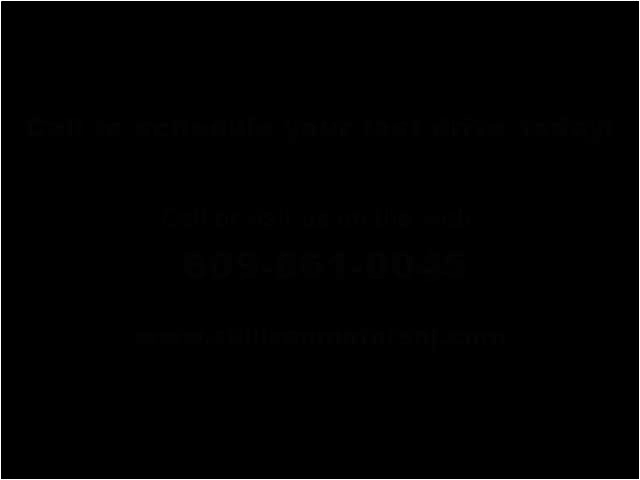 Call to schedule your test drive today!
Call or visit us on the web
609-861-0045